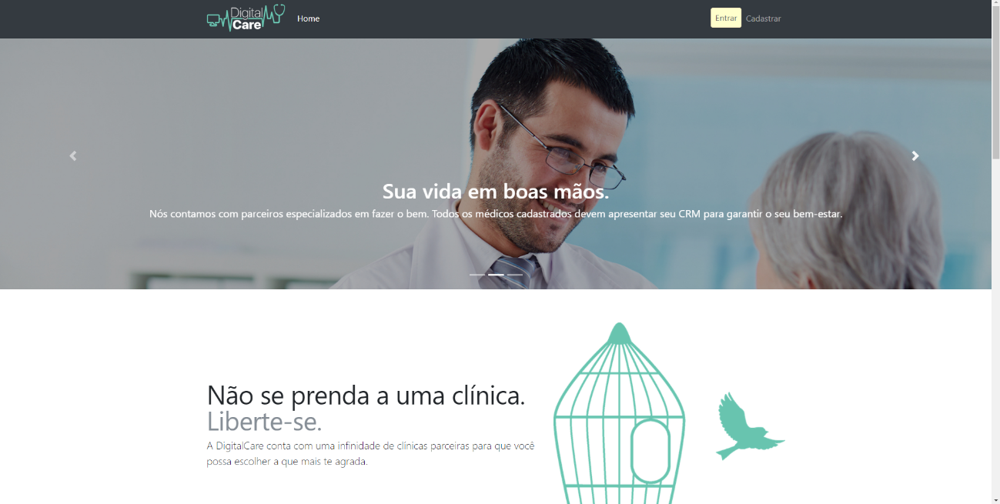 Digital
Care
Home
Entrar
Cadastrar
Sua vida em boas mãos.
Nós contamos com parceiros especializados em fazer o bem. Todos os médicos cadastrados devem apresentar seu CRM para garantir o seu bem-estar.
Não se prenda a uma clínica.
Liberte-se.
A DigitalCare conta com uma infinidade de clínicas parceiras para que você
possa escolher a que mais te agrada.